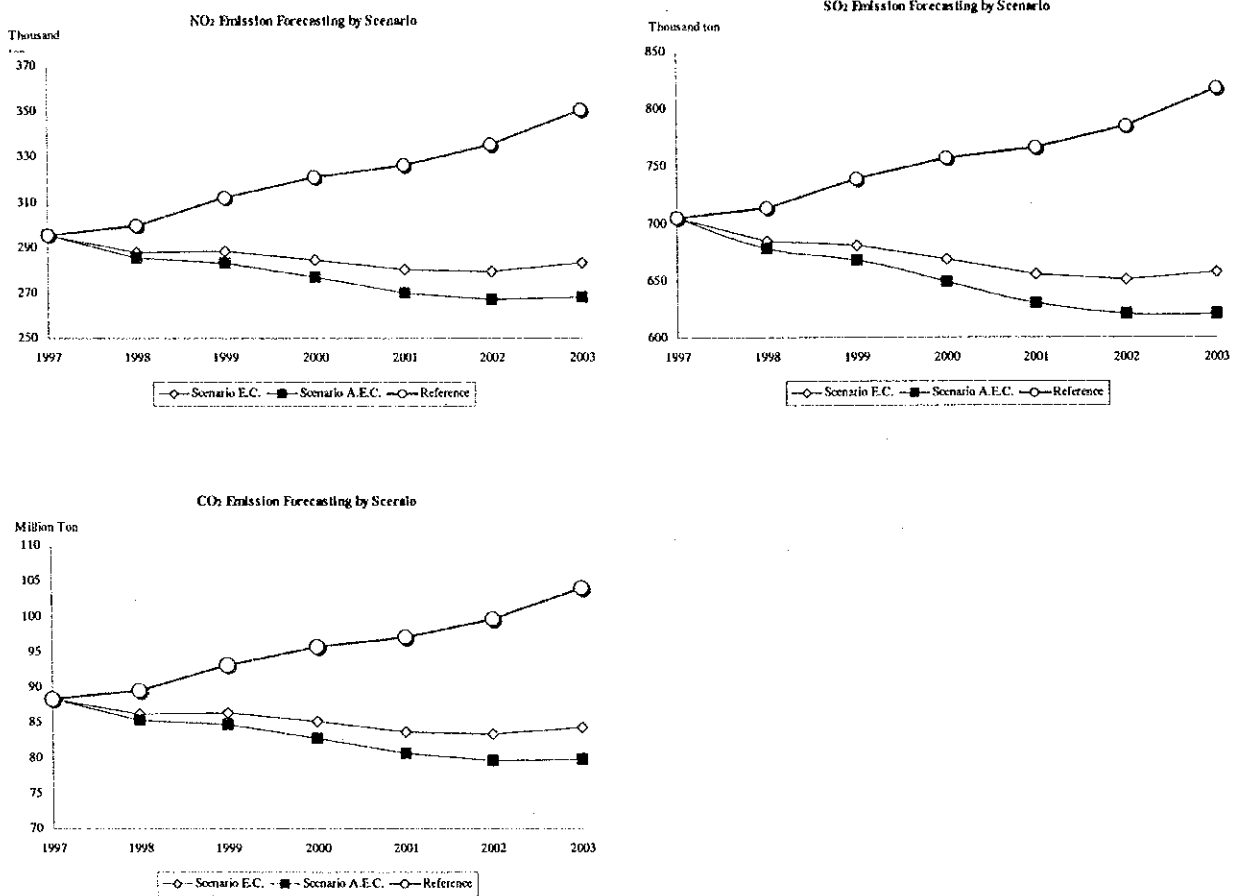 NO₂ Emission Forecasting by Scenario
Thousand
370
350
330
310
290
270
250
1997 1998 1999 2000 2001 2002 2003
Scenario E.C. Scenario A.E.C. Reference
SO₂ Emission Forecasting by Scenario
Thousand ton
850
800
750
700
650
600
1997 1998 1999 2000 2001 2002 2003
Scenario E.C. Scenario A.E.C. Reference
CO₂ Emission Forecasting by Scenario
Million Ton
110
105
100
95
90
85
80
75
70
1997 1998 1999 2000 2001 2002 2003
Scenario E.C. Scenario A.E.C. Reference